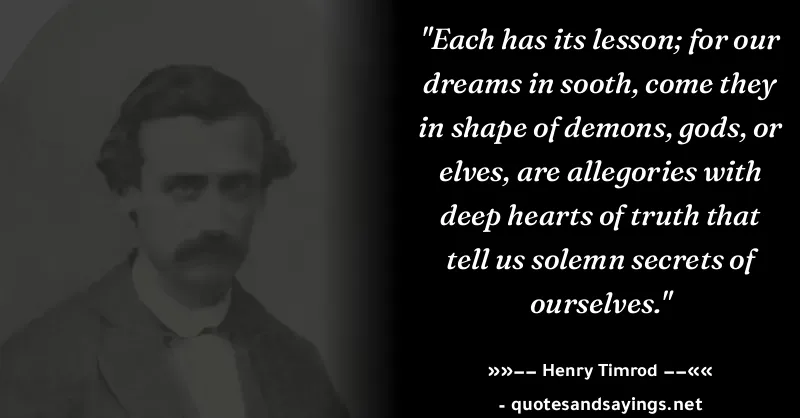 "Each has its lesson; for our
dreams in sooth, come they
in shape of demons, gods, or
elves, are allegories with
deep hearts of truth that
tell us solemn secrets of
ourselves."
»»−− Henry Timrod −−««
- quotesandsayings.net